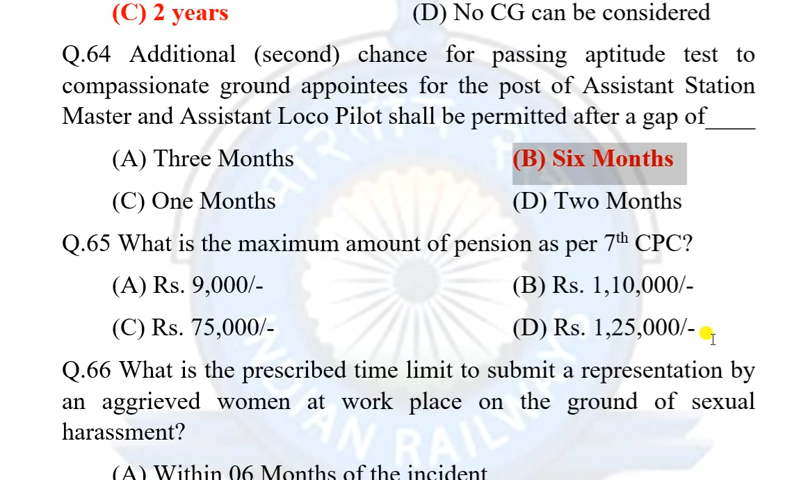 (C) 2 years (D) No CG can be considered
Q.64 Additional (second) chance for passing aptitude test to
compassionate ground appointees for the post of Assistant Station
Master and Assistant Loco Pilot shall be permitted after a gap of____
(A) Three Months (B) Six Months
(C) One Months (D) Two Months
Q.65 What is the maximum amount of pension as per 7th CPC?
(A) Rs. 9,000/- (B) Rs. 1,10,000/-
(C) Rs. 75,000/- (D) Rs. 1,25,000/-
Q.66 What is the prescribed time limit to submit a representation by
an aggrieved women at work place on the ground of sexual
harassment?
(A) Within 06 Months of the incident
INDIAN RAILWAYS